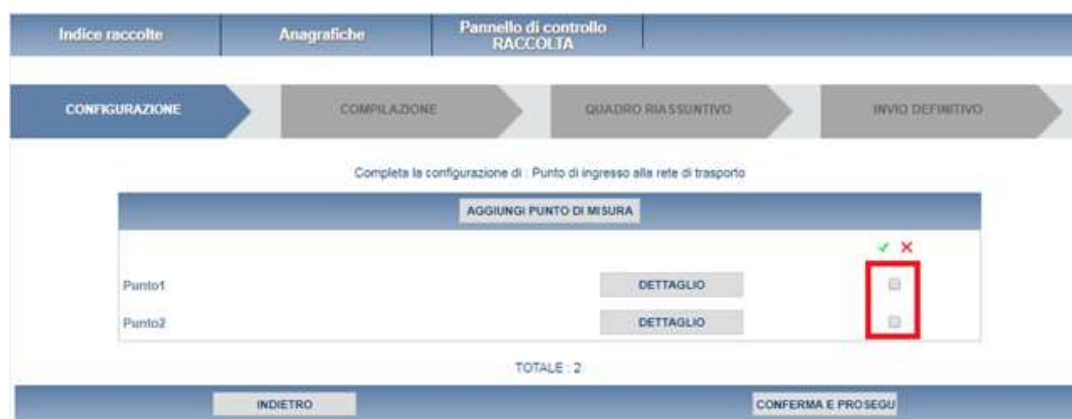 Indice raccolte
Anagrafiche
Pannello di controllo
RACCOLTA
CONFIGURAZIONE
COMPILAZIONE
QUADRO RIASSUNTIVO
INVIO DEFINITIVO
Completa la configurazione di : Punto di ingresso alla rete di trasporto
AGGIUNGI PUNTO DI MISURA
Punto1 DETTAGLIO
Punto2 DETTAGLIO
TOTALE : 2
INDIETRO
CONFERMA E PROSEGU